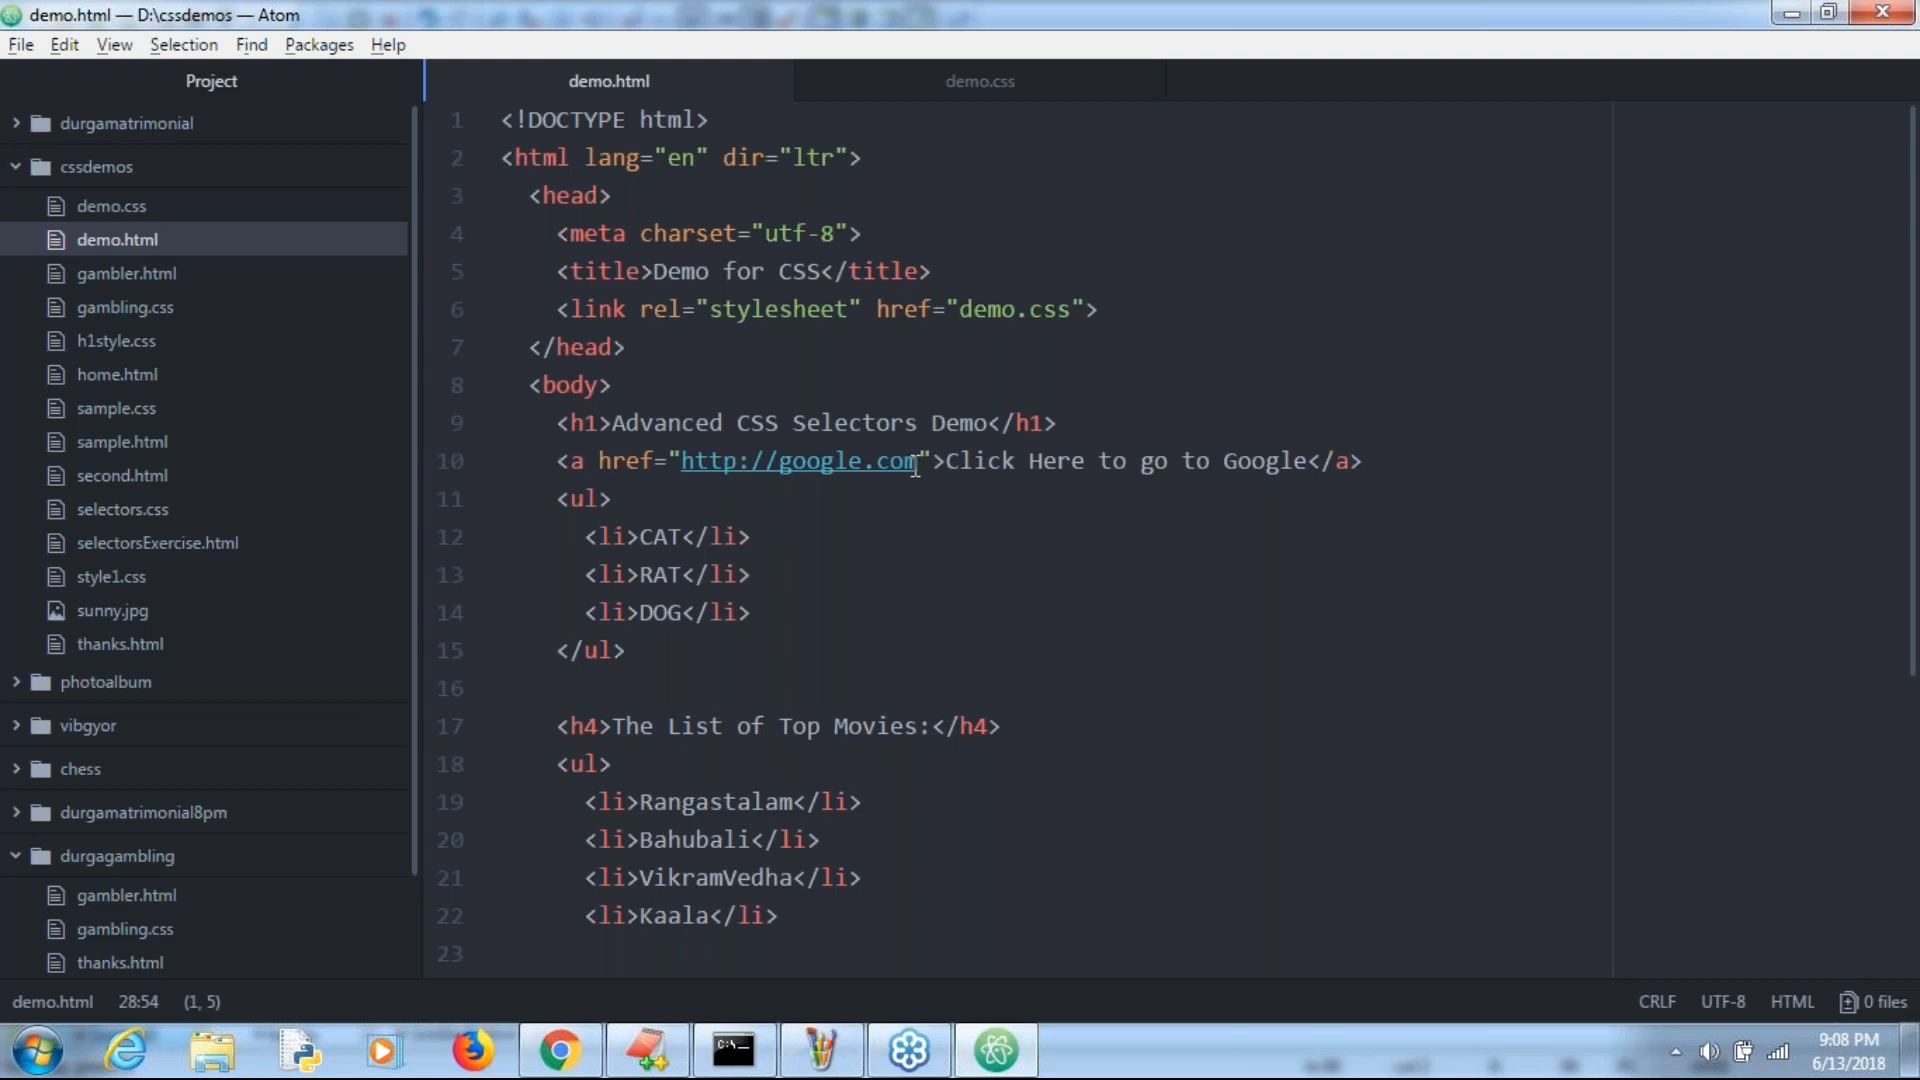 demo.html — D:\cssdemos — Atom
File Edit View Selection Find Packages Help
Project
durgamatrimonial
cssdemos
demo.css
demo.html
gambler.html
gambling.css
h1style.css
home.html
sample.css
sample.html
second.html
selectors.css
selectorsExercise.html
style1.css
sunny.jpg
thanks.html
photoalbum
vibgyor
chess
durgamatrimonial8pm
durgagambling
gambler.html
gambling.css
thanks.html
demo.html demo.css
1 <!DOCTYPE html>
2 <html lang="en" dir="ltr">
3 <head>
4 <meta charset="utf-8">
5 <title>Demo for CSS</title>
6 <link rel="stylesheet" href="demo.css">
7 </head>
8 <body>
9 <h1>Advanced CSS Selectors Demo</h1>
10 <a href="http://google.com">Click Here to go to Google</a>
11 <ul>
12 <li>CAT</li>
13 <li>RAT</li>
14 <li>DOG</li>
15 </ul>
16
17 <h4>The List of Top Movies:</h4>
18 <ul>
19 <li>Rangastalam</li>
20 <li>Bahubali</li>
21 <li>VikramVedha</li>
22 <li>Kaala</li>
23
demo.html 28:54 (1, 5) CRLF UTF-8 HTML 0 files
C:\
9:08 PM
6/13/2018